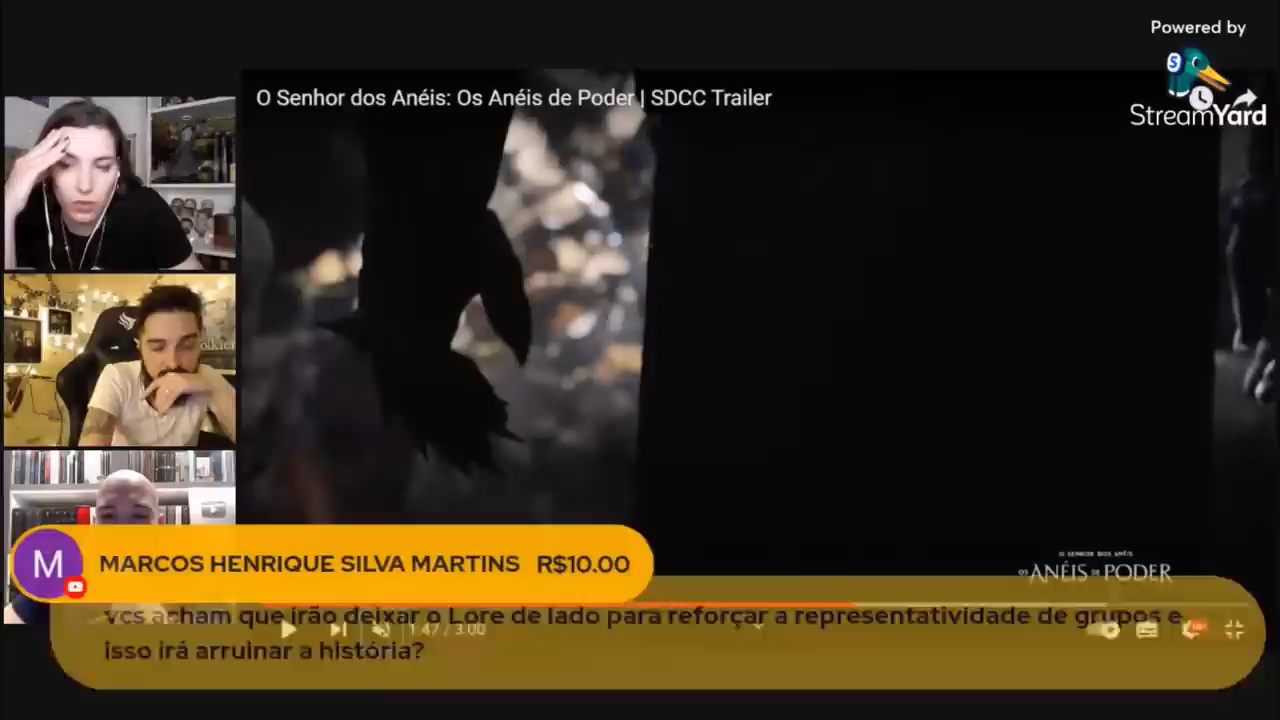 Powered by
StreamYard
O Senhor dos Anéis: Os Anéis de Poder | SDCC Trailer
O SENHOR DOS ANÉIS
OS ANÉIS DE PODER
M
MARCOS HENRIQUE SILVA MARTINS R$10.00
vcs acham que irão deixar o Lore de lado para reforçar a representatividade de grupos e
isso irá arruinar a história?
1:47 / 3:00